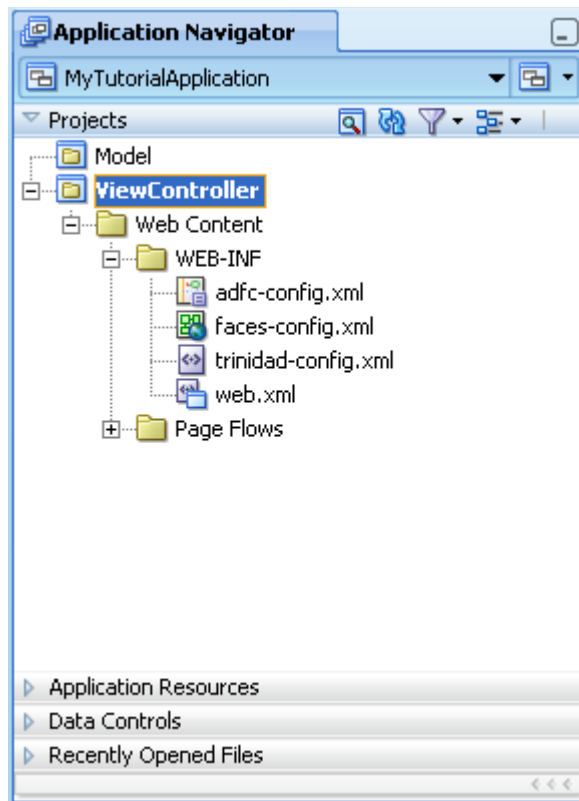 Application Navigator
MyTutorialApplication
Projects
Model
ViewController
Web Content
WEB-INF
adfc-config.xml
faces-config.xml
trinidad-config.xml
web.xml
Page Flows
Application Resources
Data Controls
Recently Opened Files